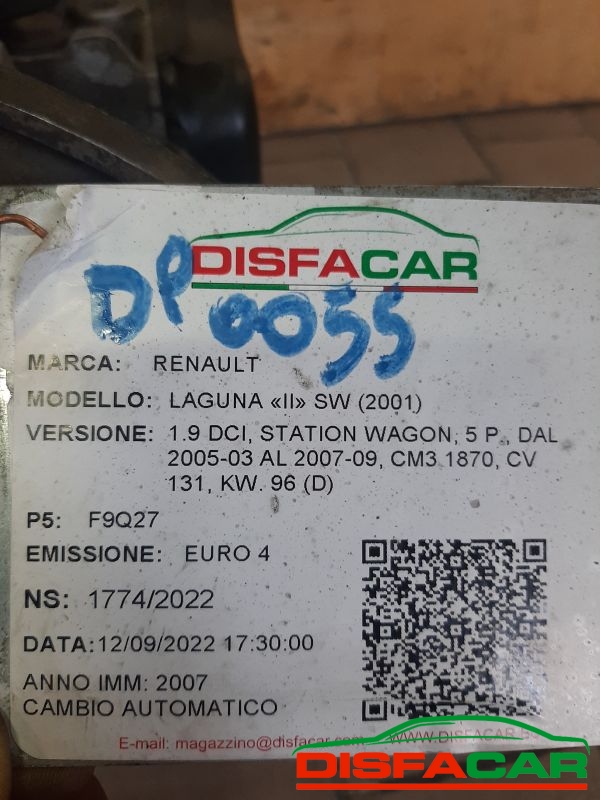 DISFACAR
DP0055
MARCA: RENAULT
MODELLO: LAGUNA «II» SW (2001)
VERSIONE: 1.9 DCI, STATION WAGON, 5 P., DAL
2005-03 AL 2007-09, CM3 1870, CV
131, KW. 96 (D)
P5: F9Q27
EMISSIONE: EURO 4
NS: 1774/2022
DATA: 12/09/2022 17:30:00
ANNO IMM: 2007
CAMBIO AUTOMATICO
E-mail: magazzino@disfacar.com
DISFACAR